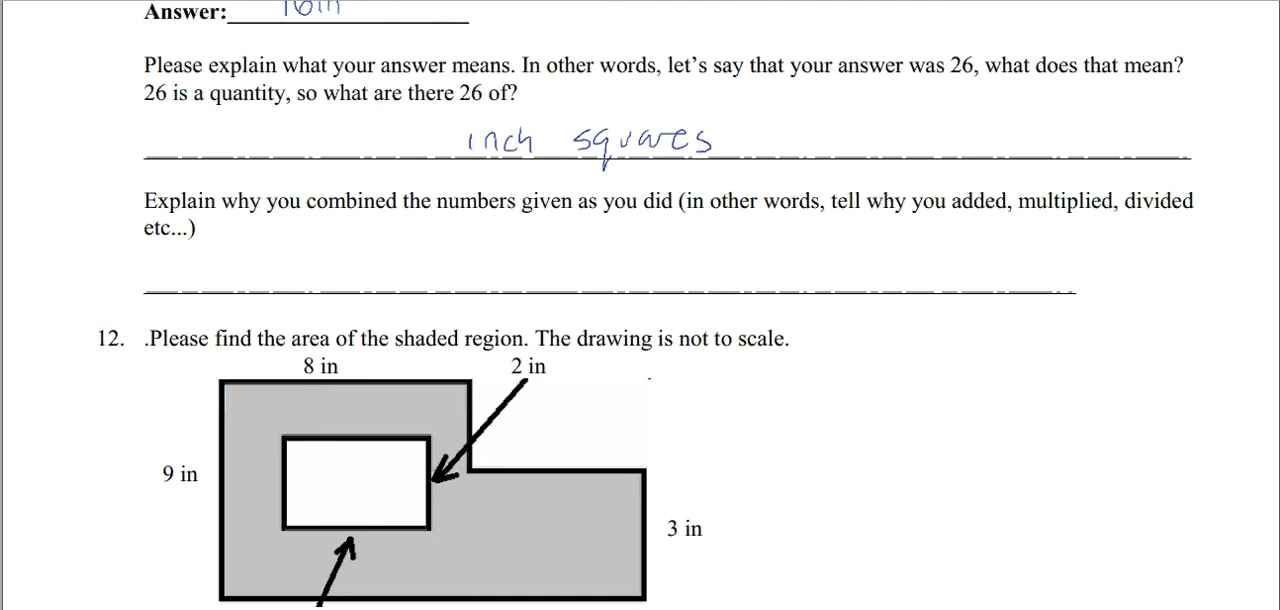 Answer:
Please explain what your answer means. In other words, let's say that your answer was 26, what does that mean?
26 is a quantity, so what are there 26 of?
inch squares
Explain why you combined the numbers given as you did (in other words, tell why you added, multiplied, divided
etc...)
12. .Please find the area of the shaded region. The drawing is not to scale.
8 in 2 in
9 in
3 in